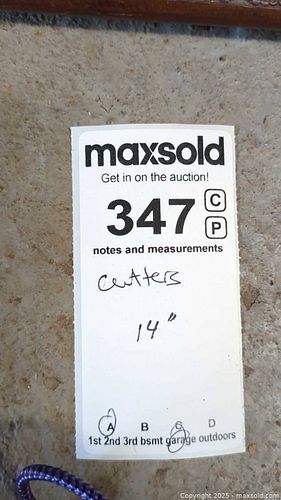 maxsold
Get in on the auction!
347 C
P
notes and measurements
Cutters
14"
A B C D
1st 2nd 3rd bsmt garage outdoors
Copyright 2025 - maxsold.com